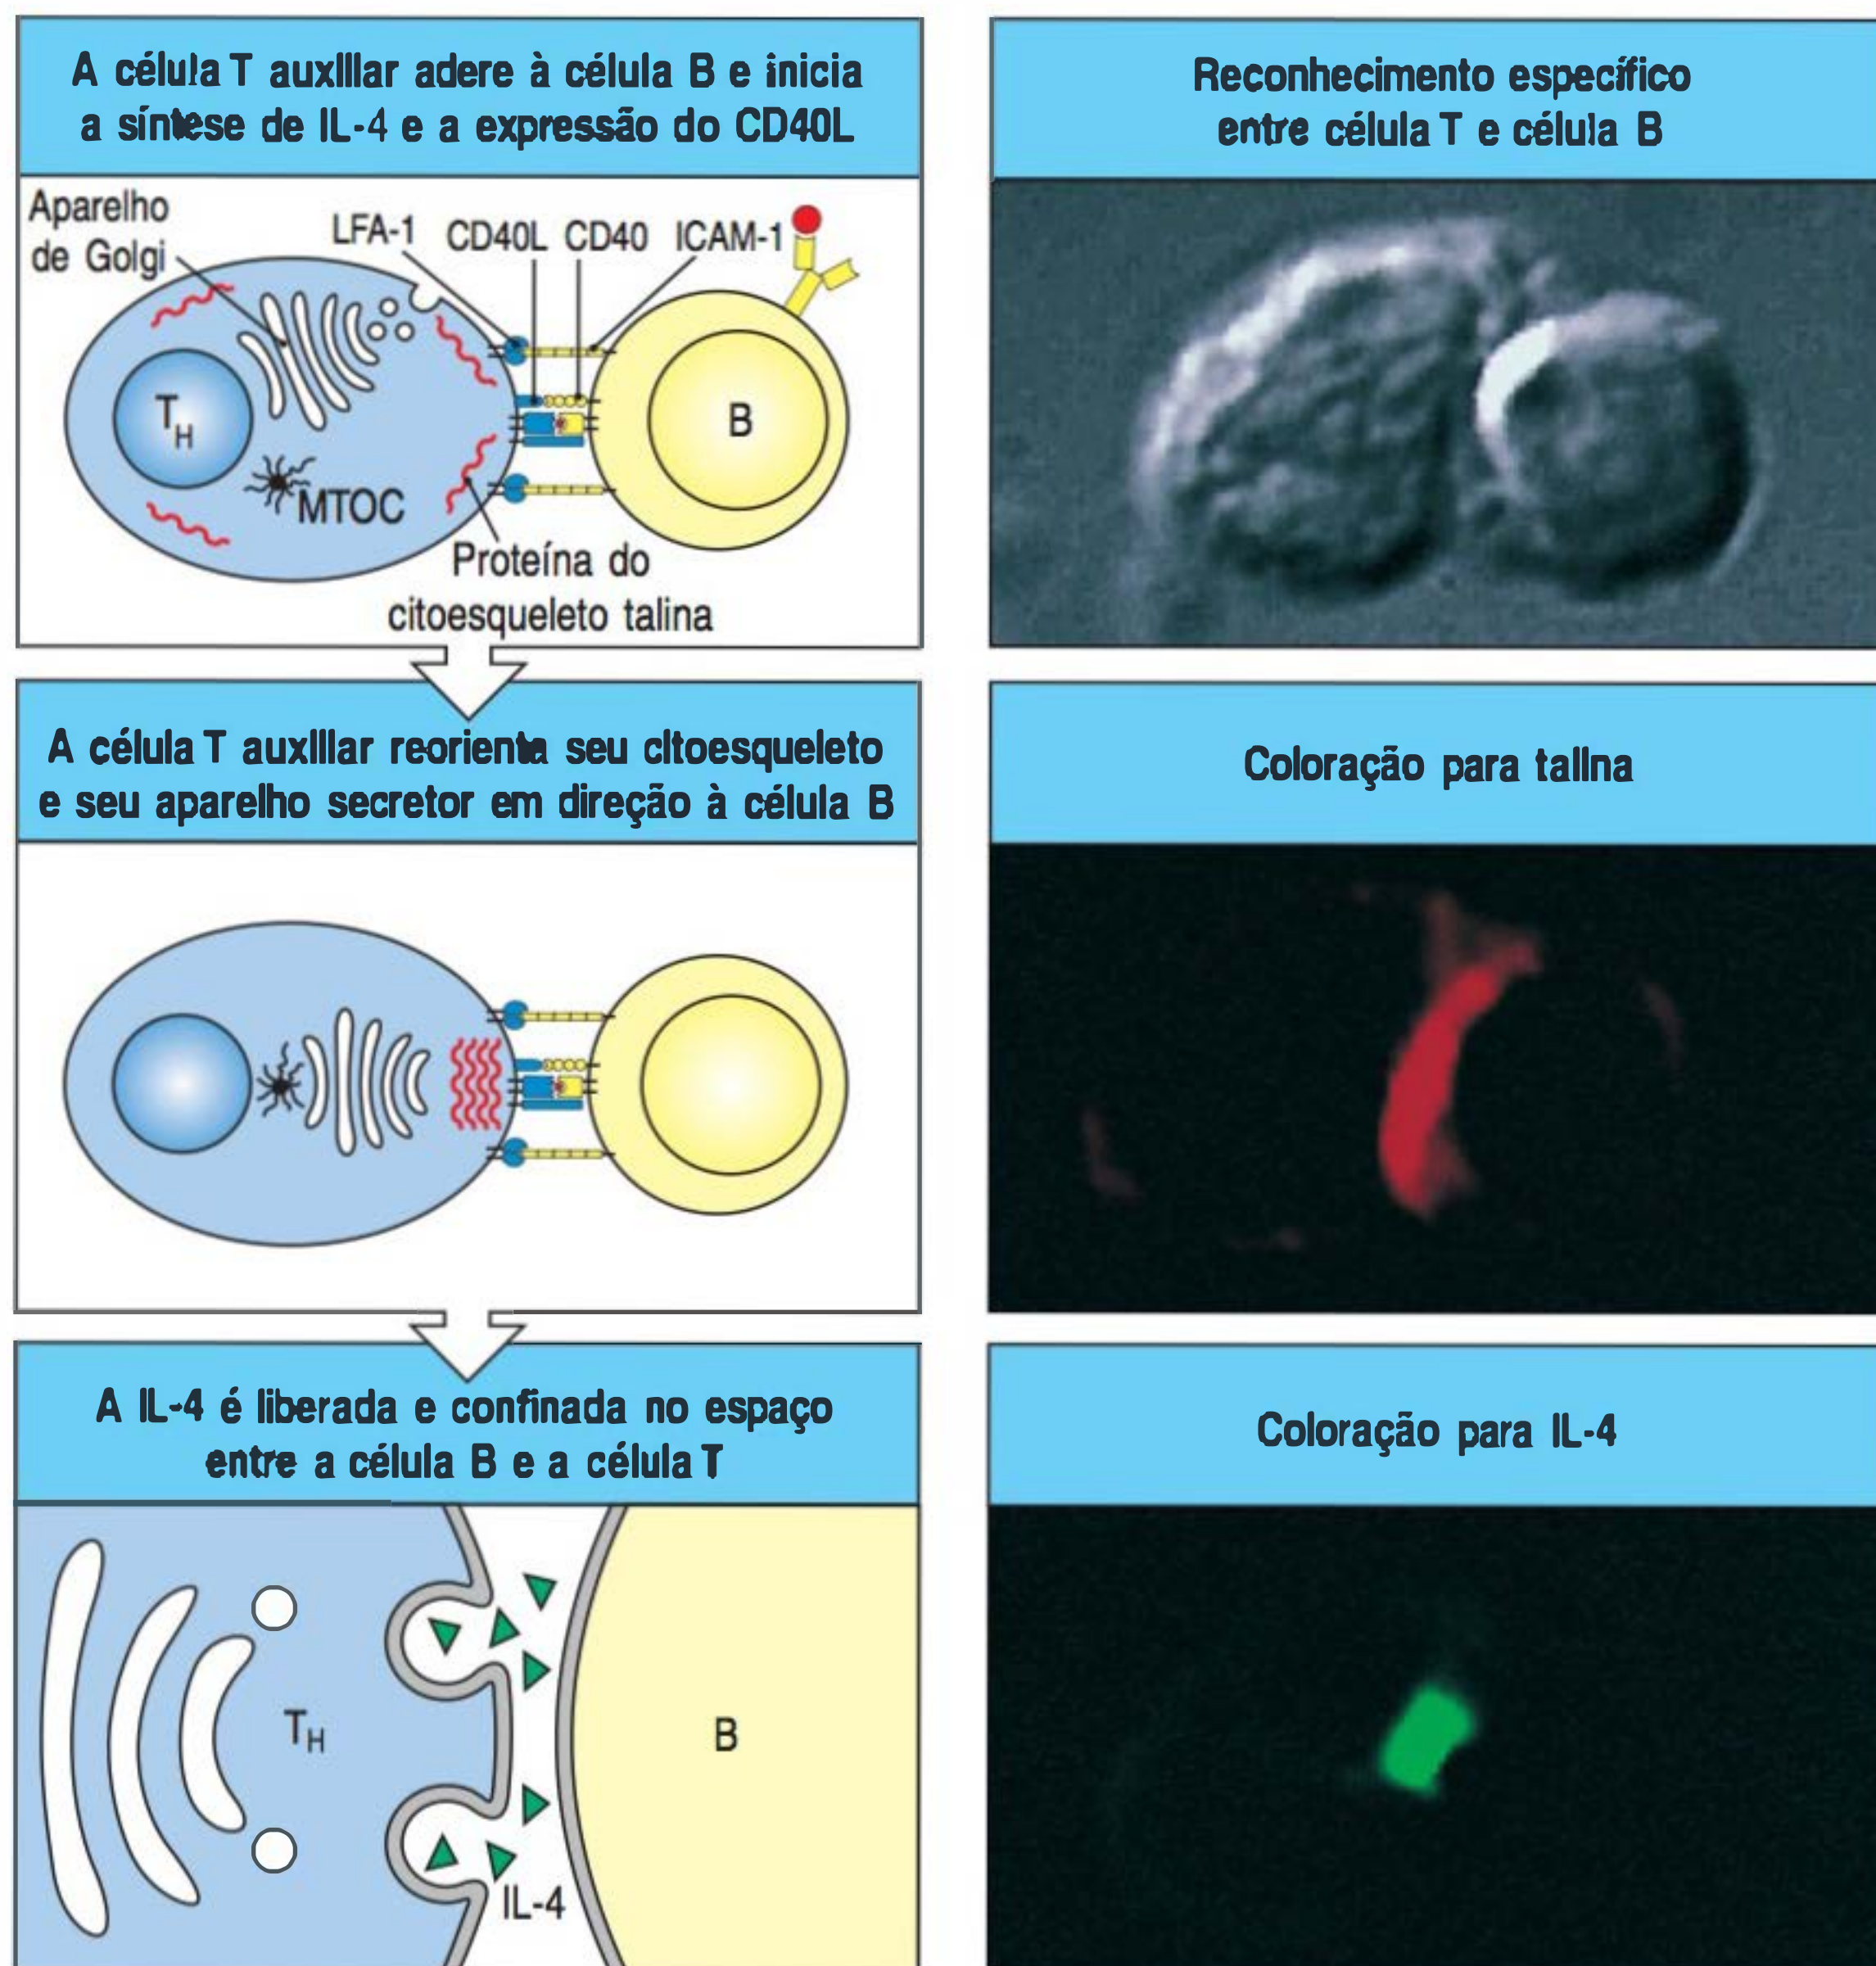 A célula T auxiliar adere à célula B e inicia
a síntese de IL-4 e a expressão do CD40L
Aparelho
de Golgi
LFA-1
CD40L
CD40
ICAM-1
TH
B
MTOC
Proteína do
citoesqueleto talina
Reconhecimento específico
entre célula T e célula B
A célula T auxiliar reorienta seu citoesqueleto
e seu aparelho secretor em direção à célula B
Coloração para talina
A IL-4 é liberada e confinada no espaço
entre a célula B e a célula T
TH
B
IL-4
Coloração para IL-4